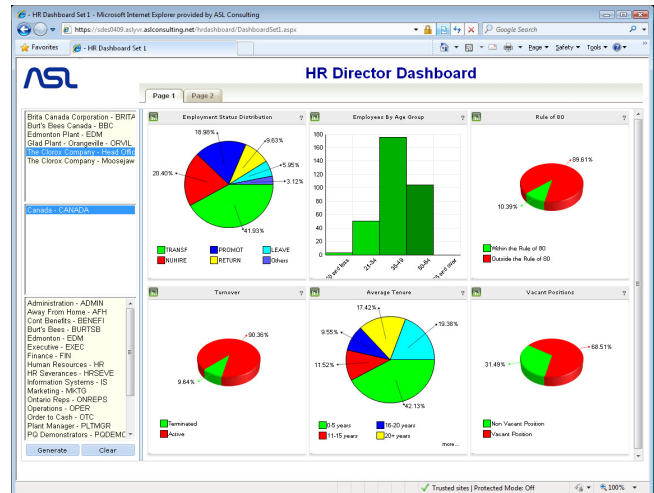 HR Dashboard Set 1 - Microsoft Internet Explorer provided by ASL Consulting
https://sdes0409.aslyvr.aslconsulting.net/hrdashboard/DashboardSet1.aspx
Google Search
Favorites
HR Dashboard Set 1
Page Safety Tools
ASL
HR Director Dashboard
Page 1
Page 2
Brita Canada Corporation - BRITA
Burt's Bees Canada - BBC
Edmonton Plant - EDM
Glad Plant - Orangeville - ORVIL
The Clorox Company - Head Offic
The Clorox Company - Moosejaw
Canada - CANADA
Administration - ADMIN
Away From Home - AFH
Cont Benefits - BENEFI
Burt's Bees - BURTSB
Edmonton - EDM
Executive - EXEC
Finance - FIN
Human Resources - HR
HR Severances - HRSEVE
Information Systems - IS
Marketing - MKTG
Ontario Reps - ONREPS
Operations - OPER
Order to Cash - OTC
Plant Manager - PLTMGR
PQ Demonstrators - PQDEMC
Generate
Clear
Employment Status Distribution ?
18.98%
9.63%
5.95%
3.12%
20.40%
41.93%
TRANSF
PROMOT
LEAVE
NUHIRE
RETURN
Others
Employees By Age Group ?
180
160
140
120
100
80
60
40
20
0
20 and less
21-34
35-49
50-64
65 and over
Rule of 80 ?
89.61%
10.39%
Within the Rule of 80
Outside the Rule of 80
Turnover ?
90.36%
9.64%
Terminated
Active
Average Tenure ?
17.42%
19.38%
9.55%
11.52%
42.13%
0-5 years
16-20 years
11-15 years
20+ years
more...
Vacant Positions ?
68.51%
31.49%
Non Vacant Position
Vacant Position
Trusted sites | Protected Mode: Off
100%